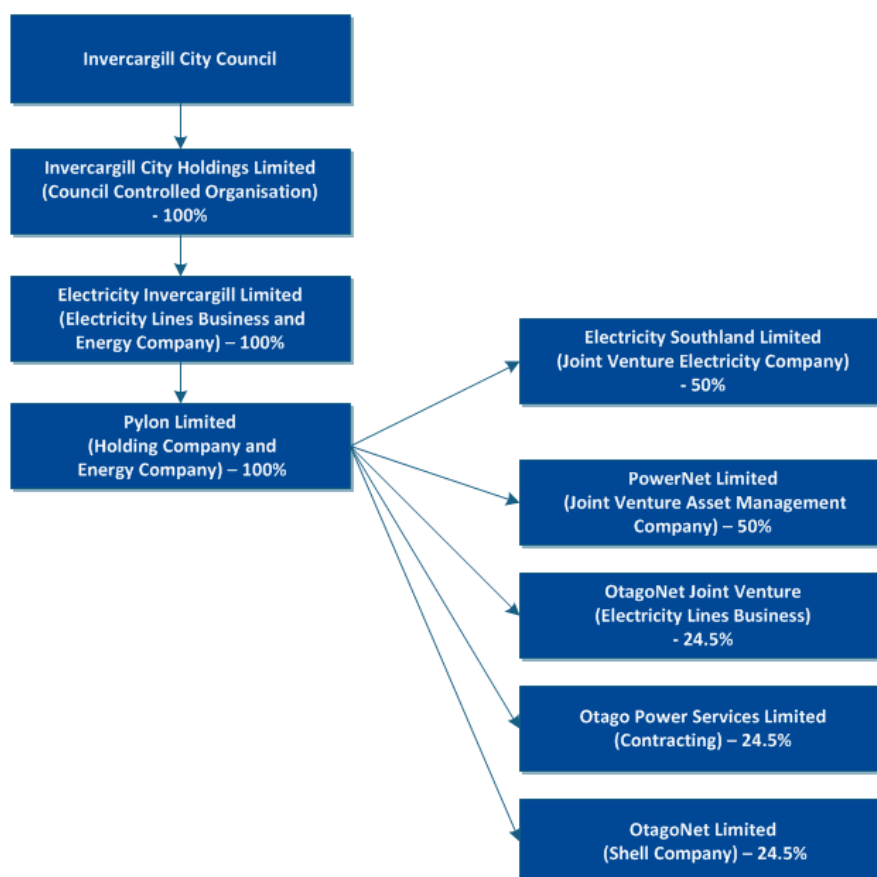 Invercargill City Council
Invercargill City Holdings Limited
(Council Controlled Organisation)
- 100%
Electricity Invercargill Limited
(Electricity Lines Business and
Energy Company) – 100%
Pylon Limited
(Holding Company and
Energy Company) – 100%
Electricity Southland Limited
(Joint Venture Electricity Company)
- 50%
PowerNet Limited
(Joint Venture Asset Management
Company) – 50%
OtagoNet Joint Venture
(Electricity Lines Business)
- 24.5%
Otago Power Services Limited
(Contracting) – 24.5%
OtagoNet Limited
(Shell Company) – 24.5%